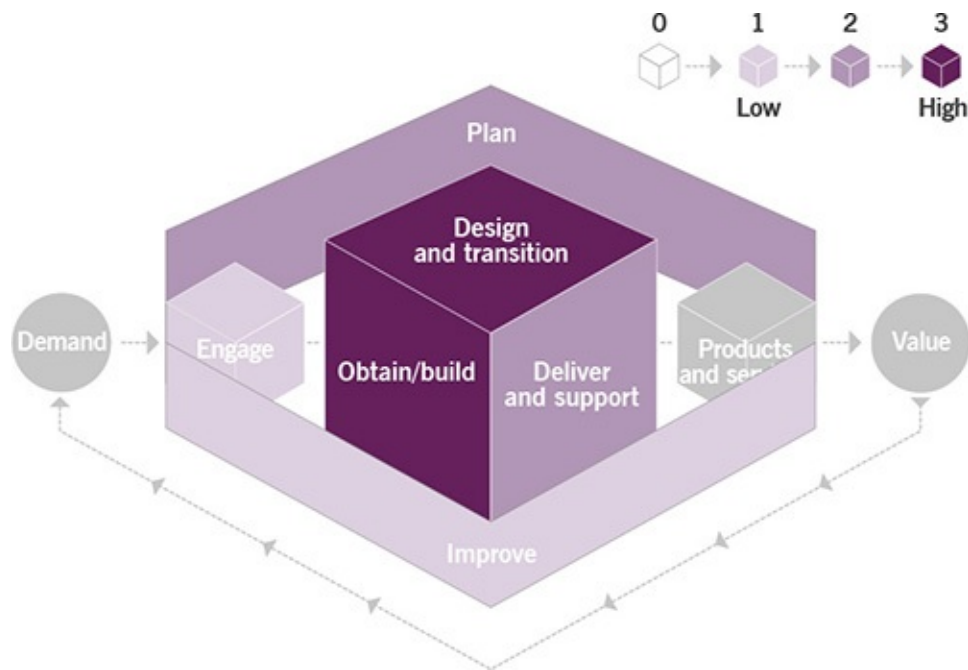 0 1 2 3
Low High
Plan
Design
and transition
Demand
Engage
Obtain/build
Deliver
and support
Products
and
Value
Improve